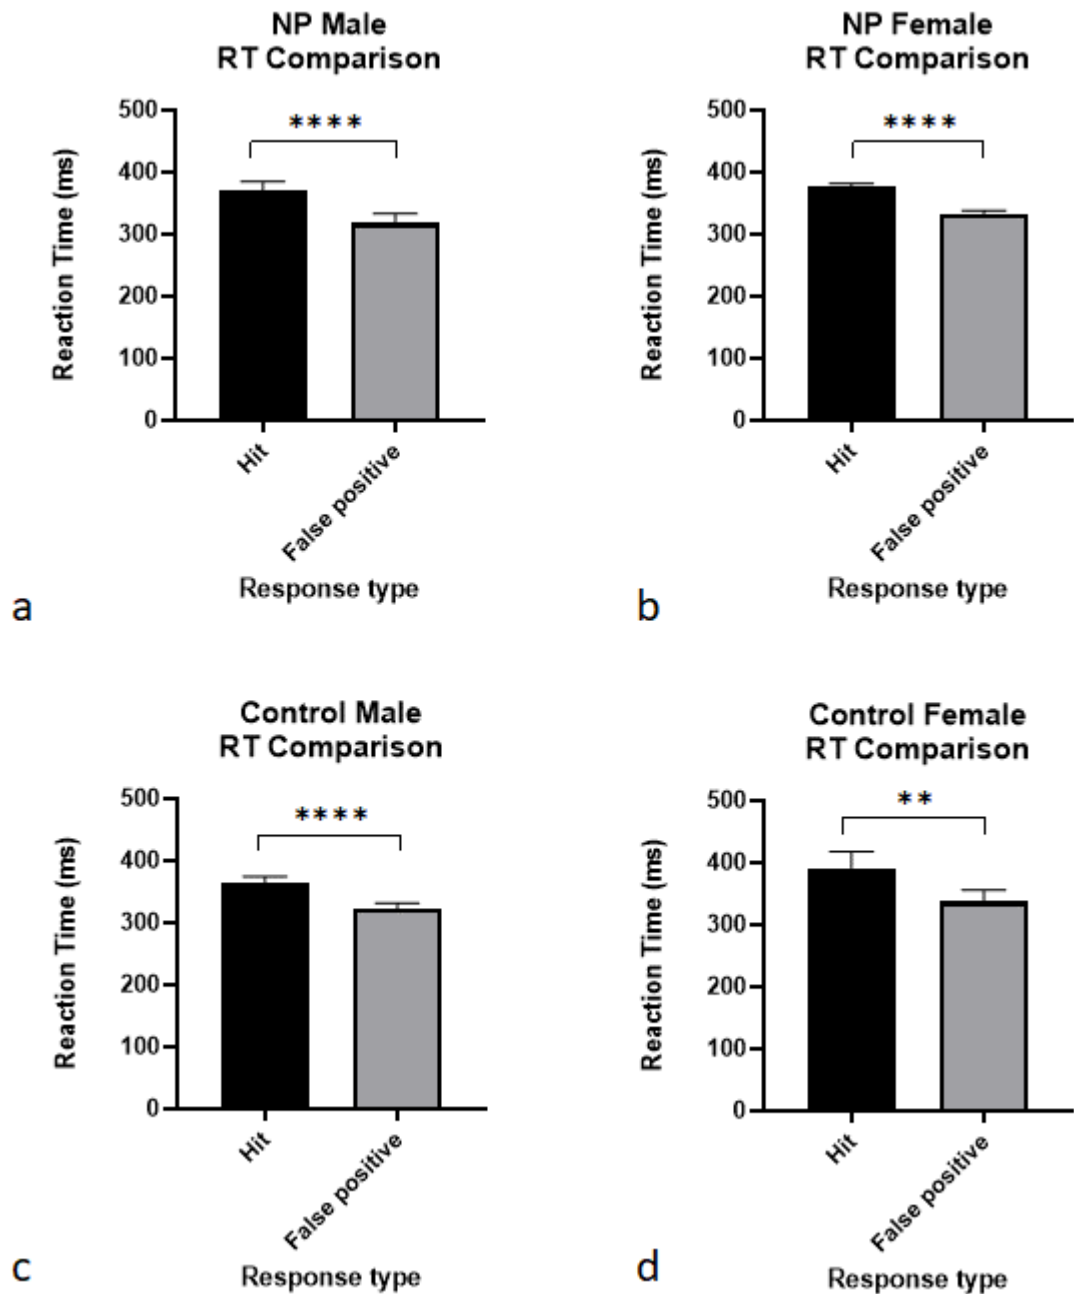 NP Male
RT Comparison
****
500
400
300
200
100
0
Reaction Time (ms)
Hit
False positive
Response type
a
NP Female
RT Comparison
****
500
400
300
200
100
0
Reaction Time (ms)
Hit
False positive
Response type
b
Control Male
RT Comparison
****
500
400
300
200
100
0
Reaction Time (ms)
Hit
False positive
Response type
c
Control Female
RT Comparison
**
500
400
300
200
100
0
Reaction Time (ms)
Hit
False positive
Response type
d